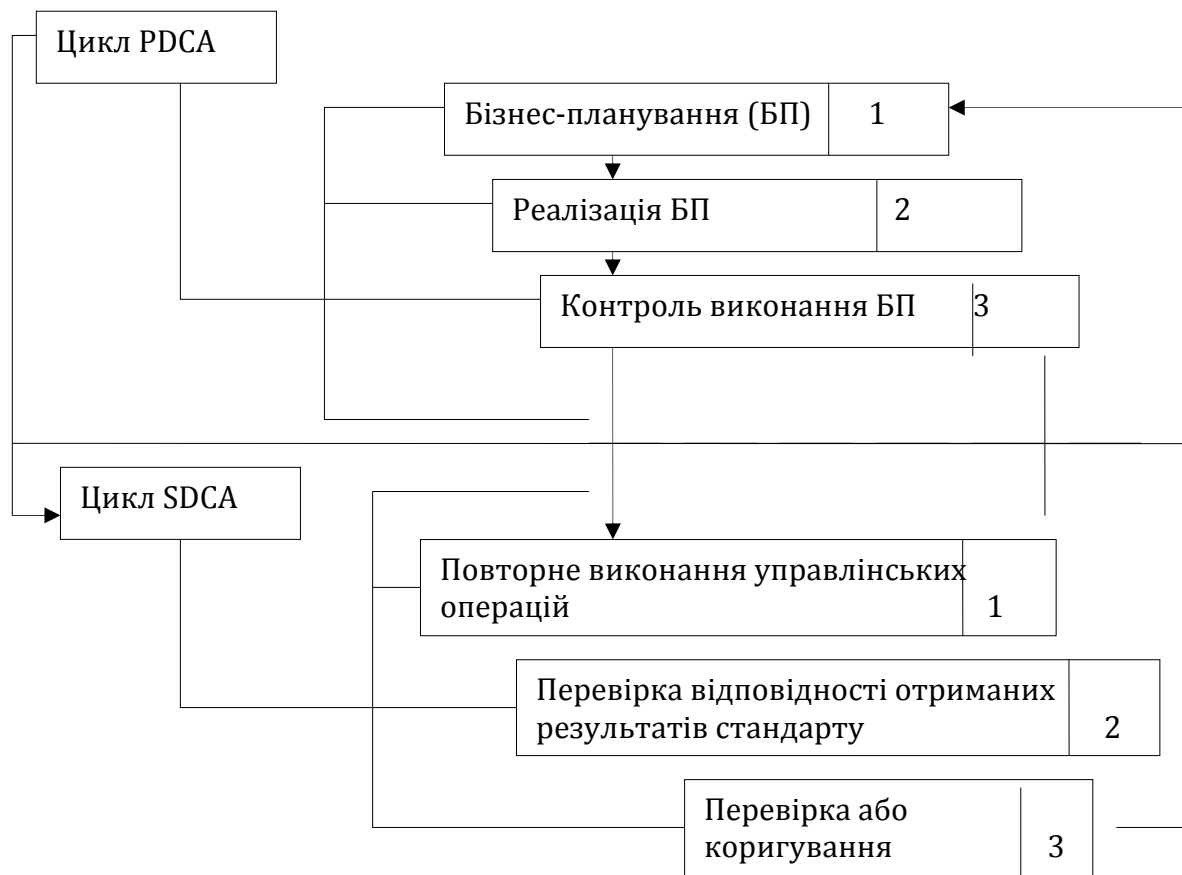 Цикл PDCA
Бізнес-планування (БП) 1
Реалізація БП 2
Контроль виконання БП 3
Цикл SDCA
Повторне виконання управлінських
операцій 1
Перевірка відповідності отриманих
результатів стандарту 2
Перевірка або
коригування 3